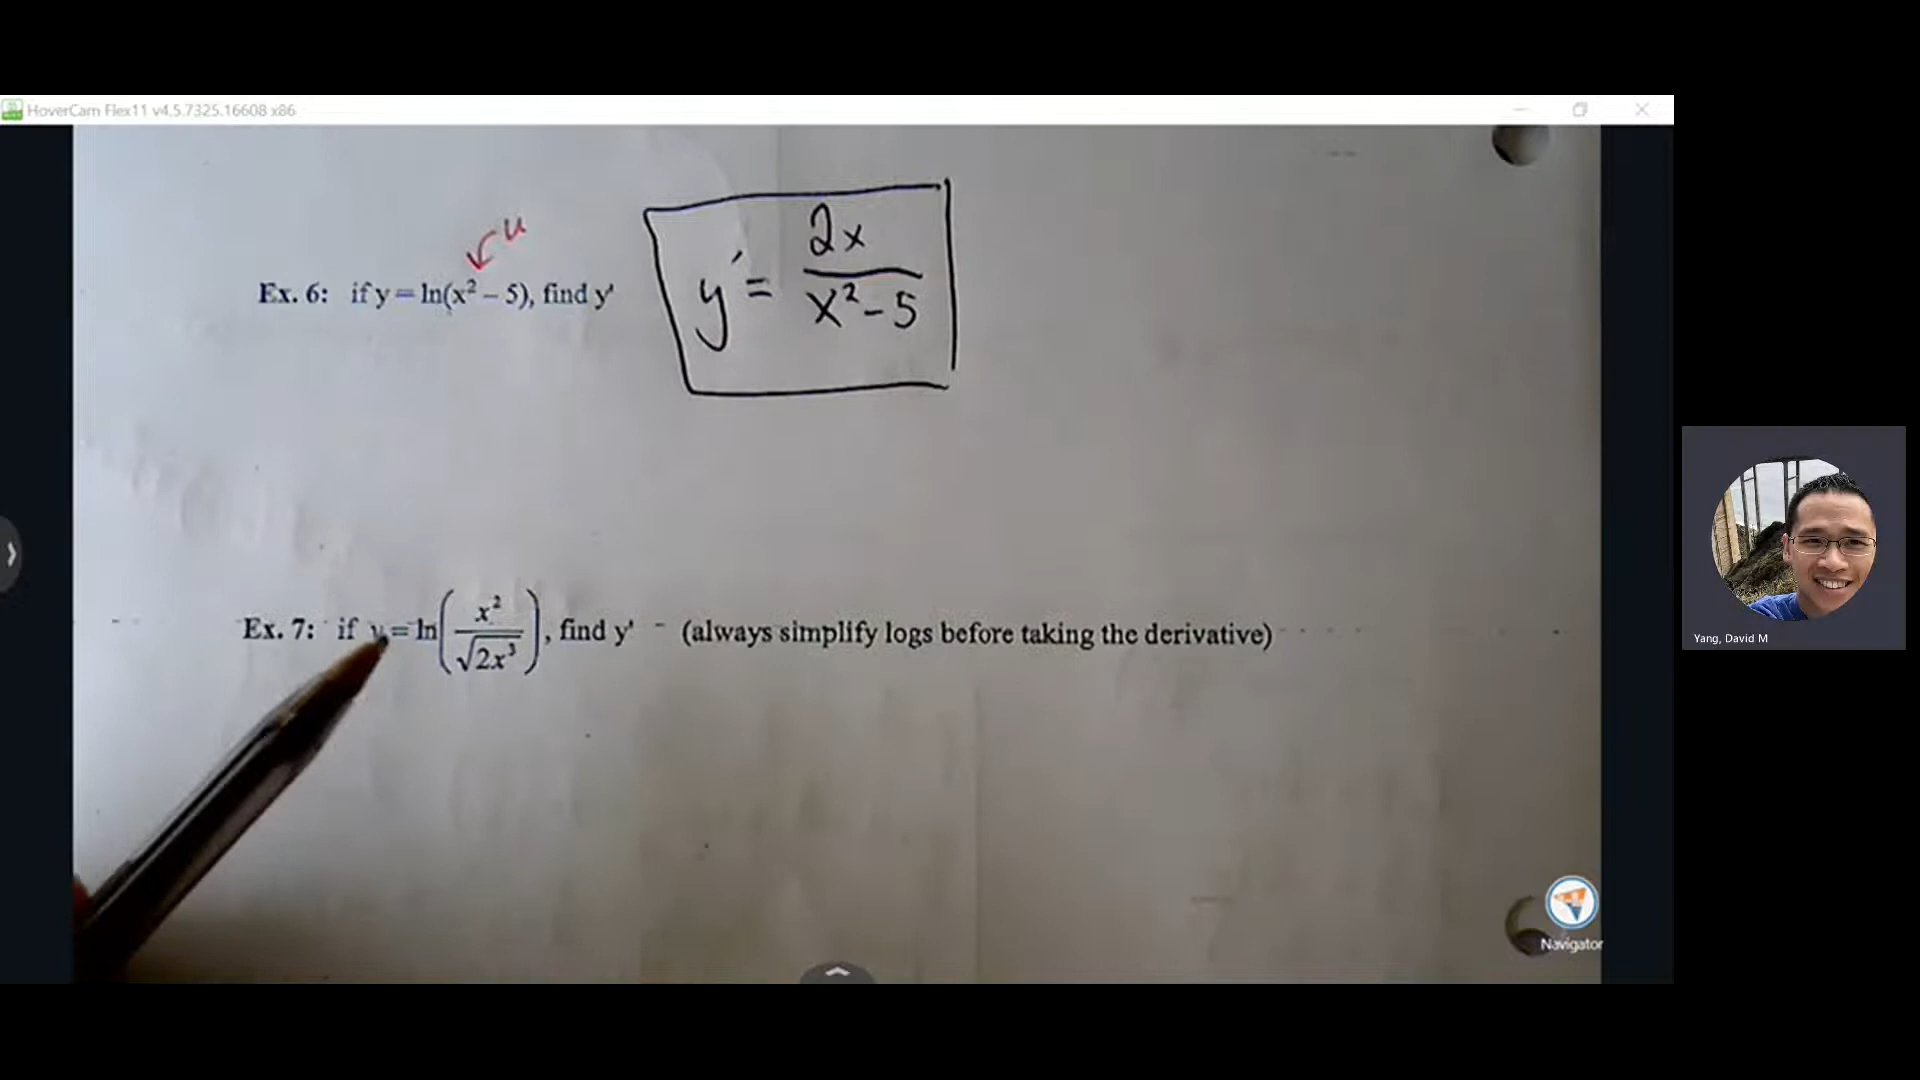 HoverCam Flex11 v4.5.7325.16608 x86
u
Ex. 6: if y = ln(x² – 5), find y'
y' = 2x / x² - 5
Ex. 7: if y = ln(x² / √2x³), find y' (always simplify logs before taking the derivative)
Navigator
Yang, David M